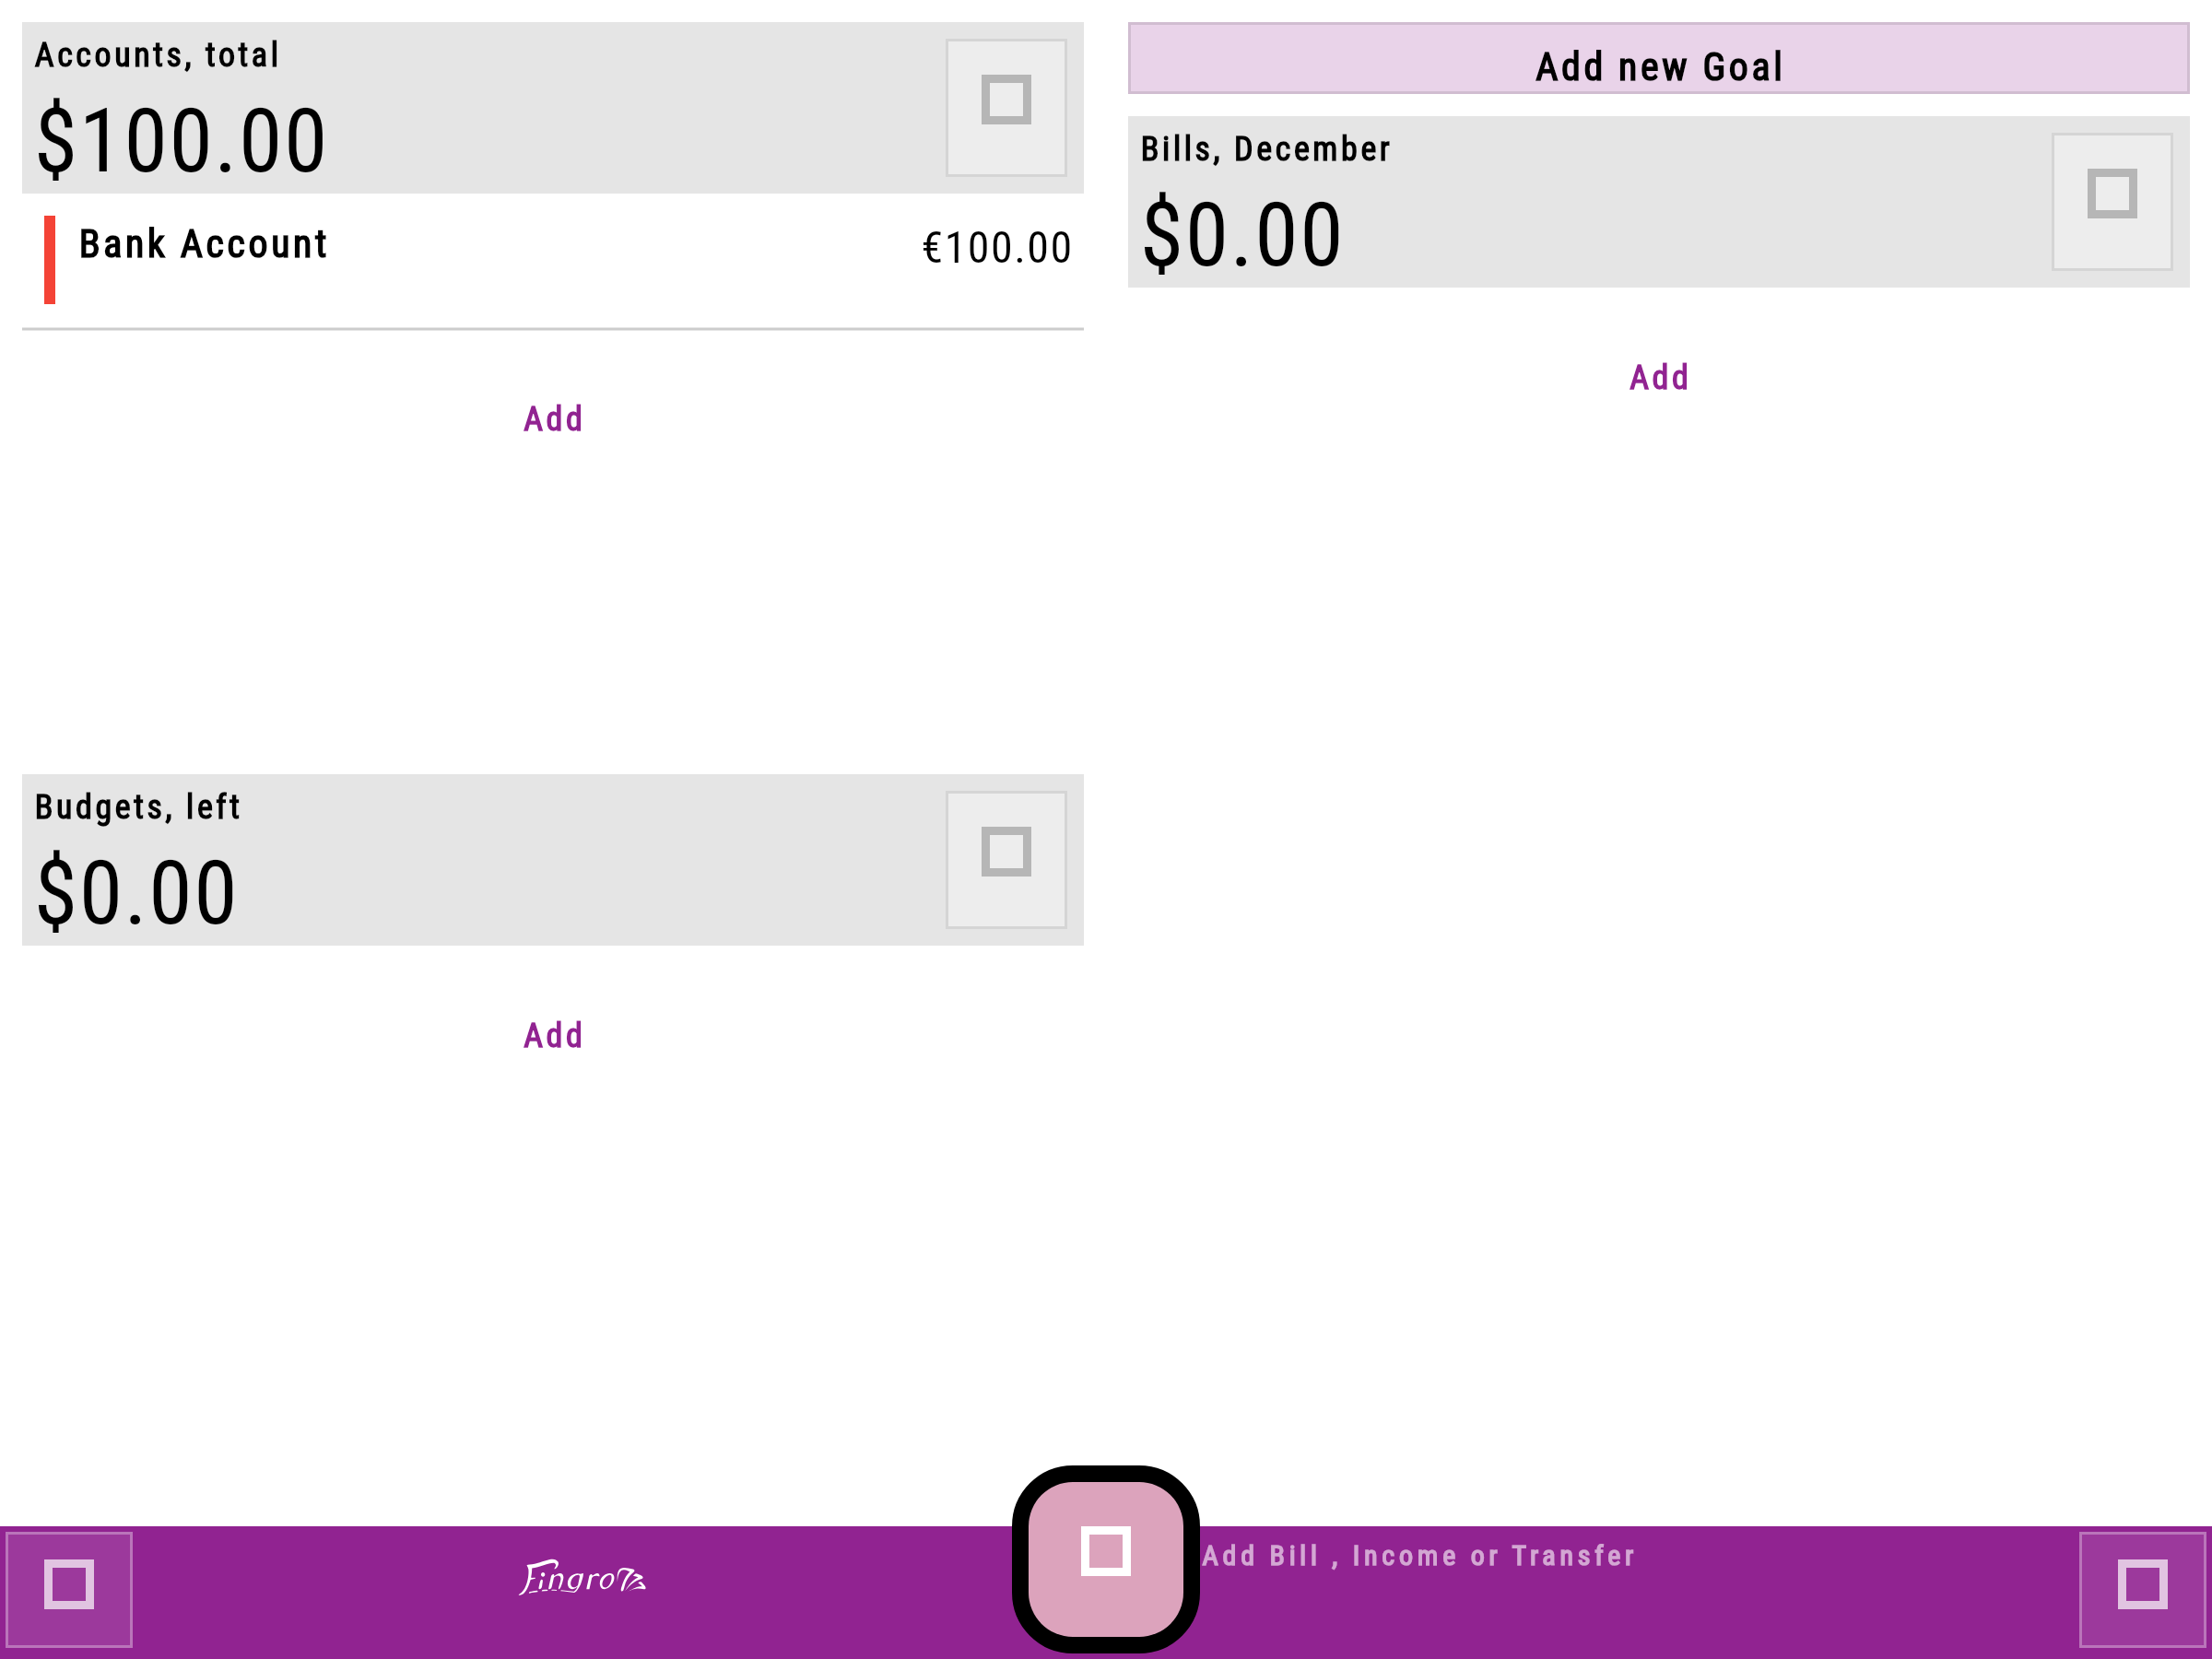 Accounts, total
$100.00
Bank Account
€100.00
Add
Budgets, left
$0.00
Add
Add new Goal
Bills, December
$0.00
Add
Add Bill , Income or Transfer